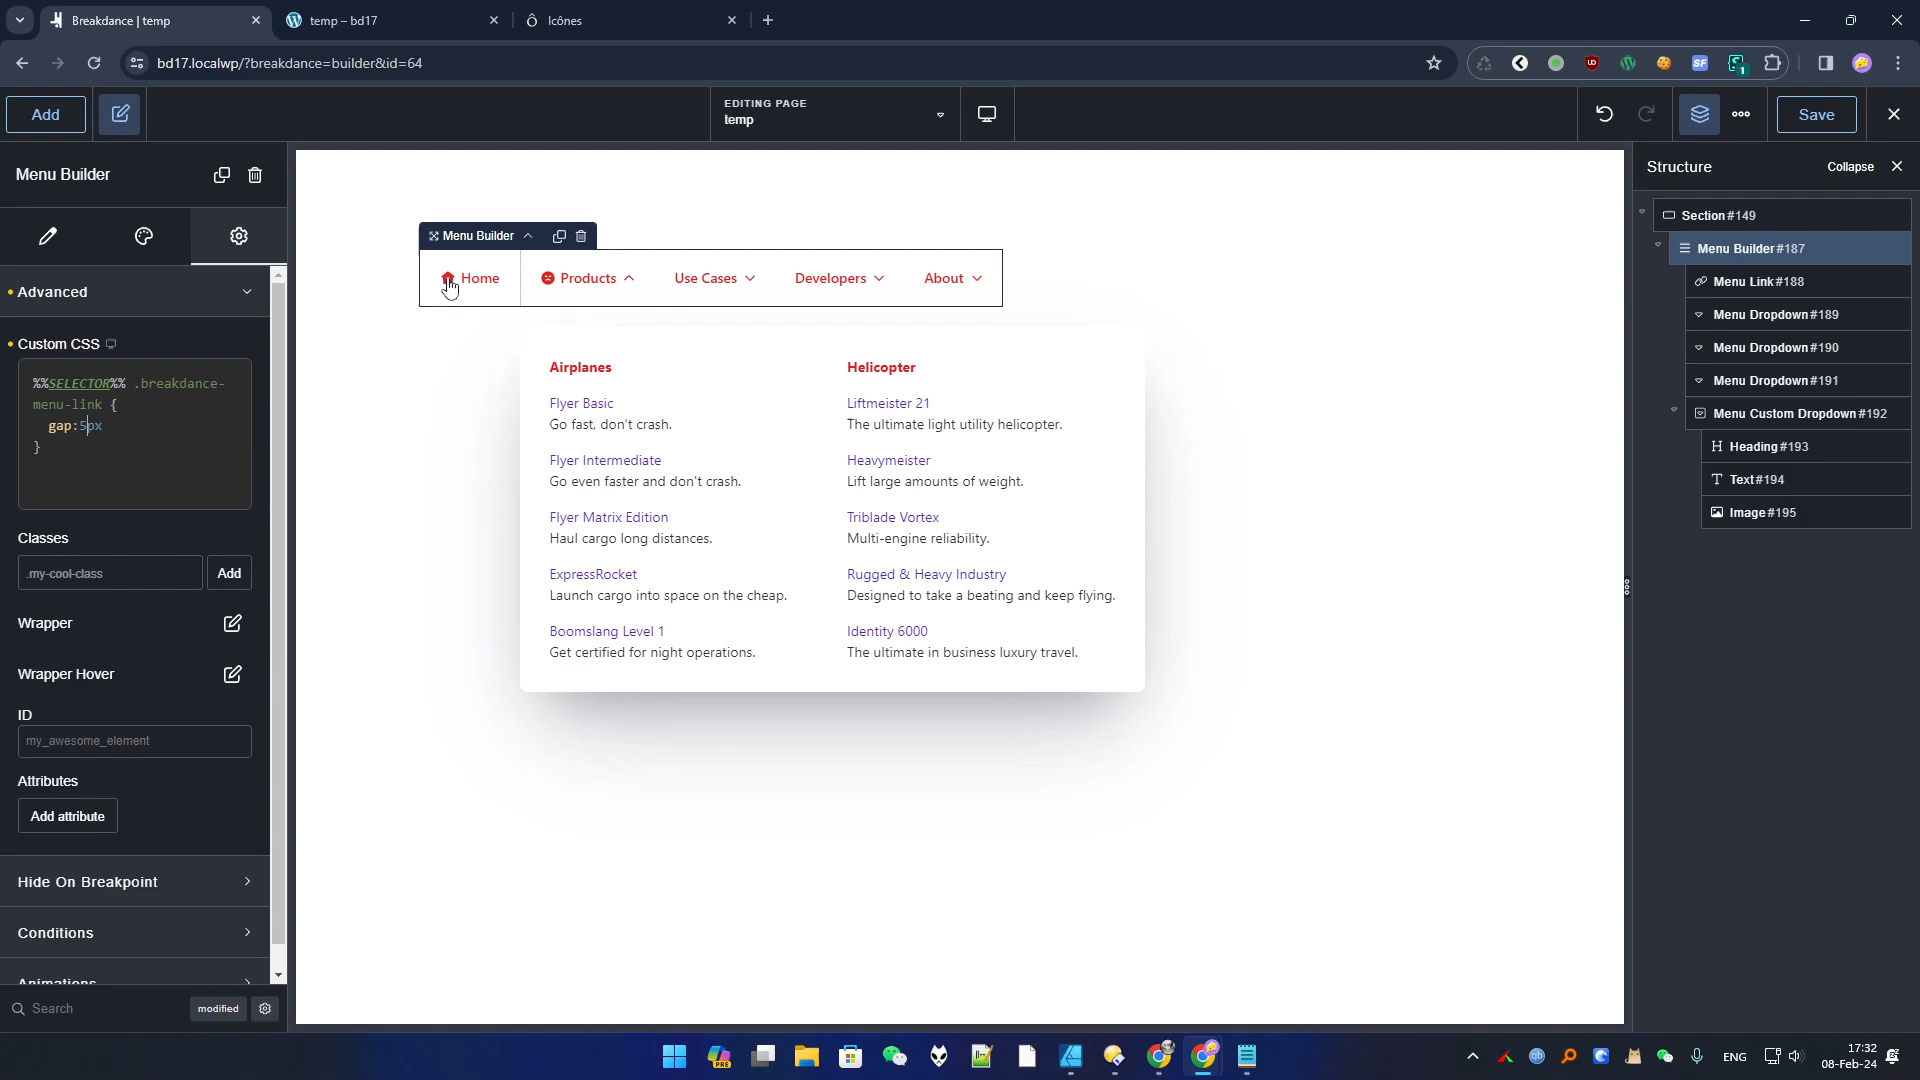 Breakdance | temp
temp – bd17
Icônes
bd17.localwp/?breakdance=builder&id=64
Add
EDITING PAGE
temp
Save
Menu Builder
Advanced
Custom CSS
%%SELECTOR%% .breakdance-
menu-link {
gap:5px
}
Classes
.my-cool-class
Add
Wrapper
Wrapper Hover
ID
my_awesome_element
Attributes
Add attribute
Hide On Breakpoint
Conditions
Animations
Search
modified
Menu Builder
Home
Products
Use Cases
Developers
About
Airplanes
Flyer Basic
Go fast, don't crash.
Flyer Intermediate
Go even faster and don't crash.
Flyer Matrix Edition
Haul cargo long distances.
ExpressRocket
Launch cargo into space on the cheap.
Boomslang Level 1
Get certified for night operations.
Helicopter
Liftmeister 21
The ultimate light utility helicopter.
Heavymeister
Lift large amounts of weight.
Triblade Vortex
Multi-engine reliability.
Rugged & Heavy Industry
Designed to take a beating and keep flying.
Identity 6000
The ultimate in business luxury travel.
Structure
Collapse
Section #149
Menu Builder #187
Menu Link #188
Menu Dropdown #189
Menu Dropdown #190
Menu Dropdown #191
Menu Custom Dropdown #192
Heading #193
Text #194
Image #195
ENG
17:32
08-Feb-24